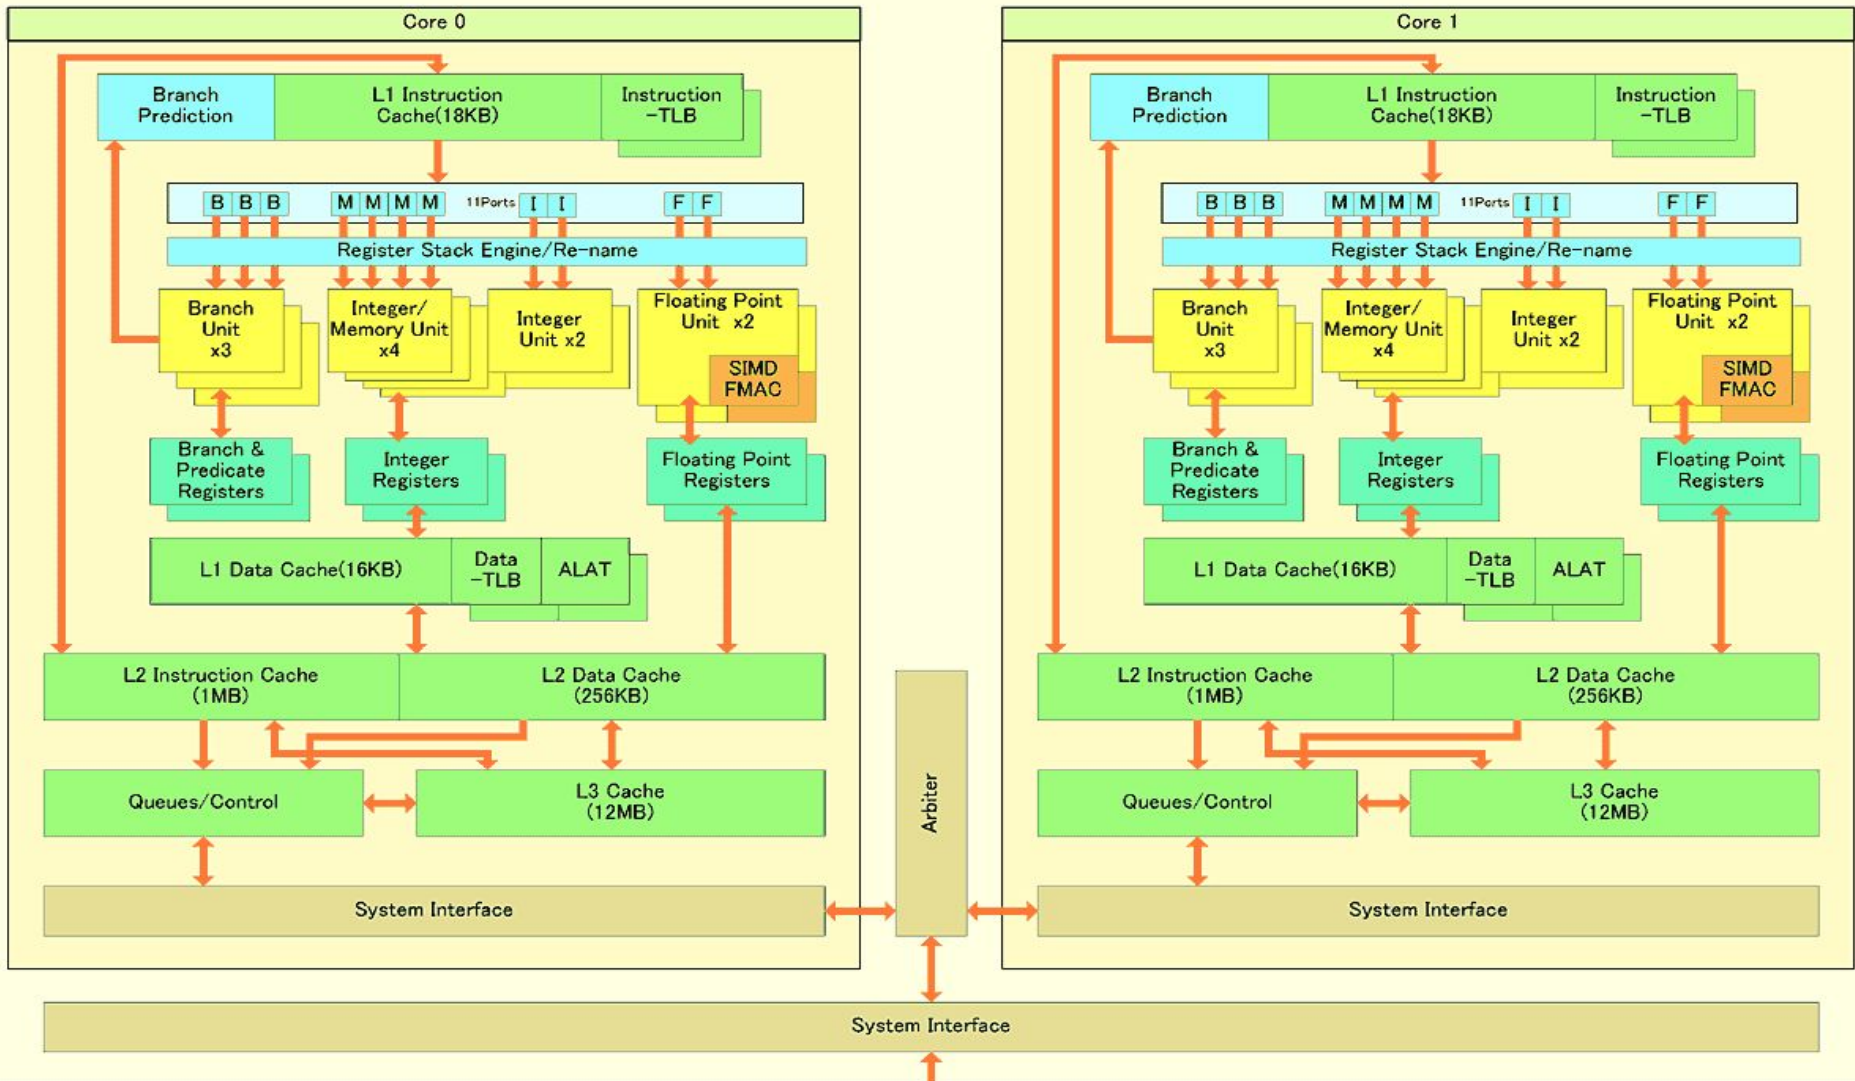 Core 0
Branch
Prediction
L1 Instruction
Cache(18KB)
Instruction
-TLB
B B B M M M M 11Ports I I F F
Register Stack Engine/Re-name
Branch
Unit
x3
Integer/
Memory Unit
x4
Integer
Unit x2
Floating Point
Unit x2
SIMD
FMAC
Branch &
Predicate
Registers
Integer
Registers
Floating Point
Registers
L1 Data Cache(16KB)
Data
-TLB
ALAT
L2 Instruction Cache
(1MB)
L2 Data Cache
(256KB)
Queues/Control
L3 Cache
(12MB)
System Interface
Arbiter
Core 1
Branch
Prediction
L1 Instruction
Cache(18KB)
Instruction
-TLB
B B B M M M M 11Ports I I F F
Register Stack Engine/Re-name
Branch
Unit
x3
Integer/
Memory Unit
x4
Integer
Unit x2
Floating Point
Unit x2
SIMD
FMAC
Branch &
Predicate
Registers
Integer
Registers
Floating Point
Registers
L1 Data Cache(16KB)
Data
-TLB
ALAT
L2 Instruction Cache
(1MB)
L2 Data Cache
(256KB)
Queues/Control
L3 Cache
(12MB)
System Interface
System Interface